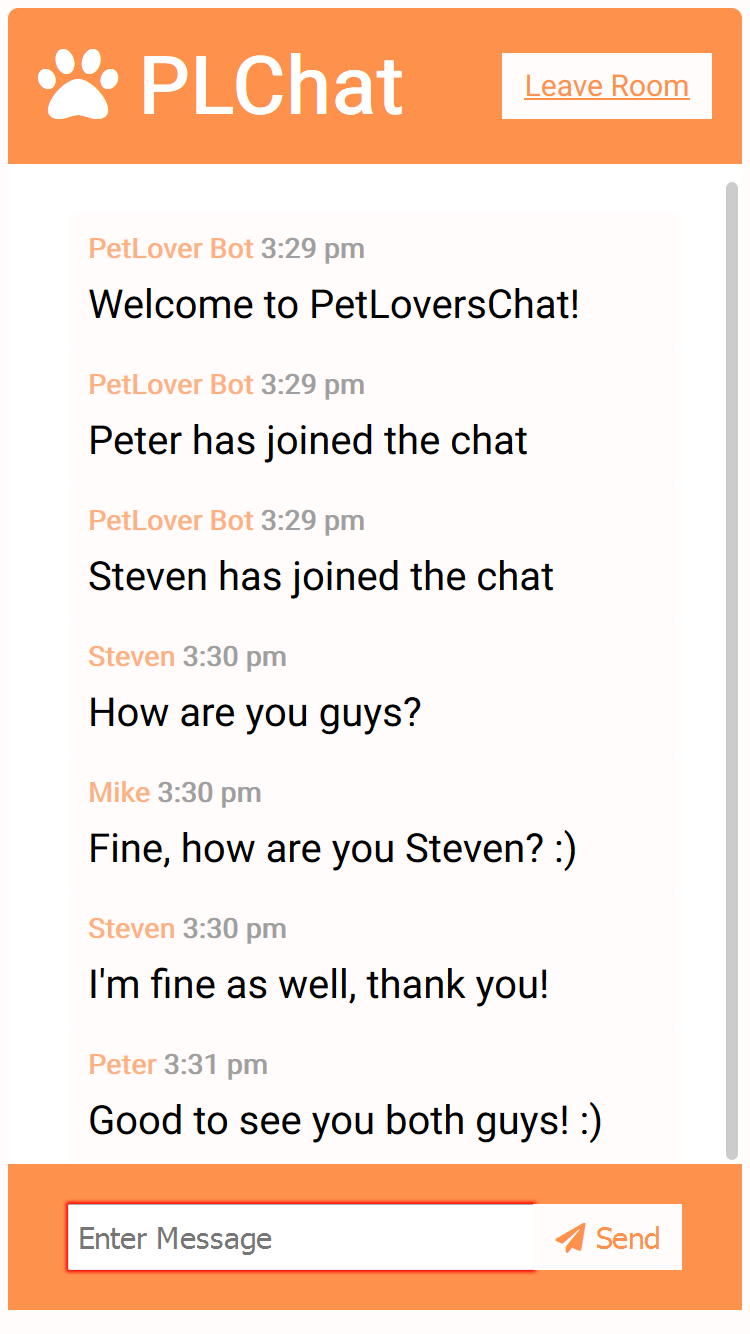 PLChat
Leave Room
PetLover Bot 3:29 pm
Welcome to PetLoversChat!
PetLover Bot 3:29 pm
Peter has joined the chat
PetLover Bot 3:29 pm
Steven has joined the chat
Steven 3:30 pm
How are you guys?
Mike 3:30 pm
Fine, how are you Steven? :)
Steven 3:30 pm
I'm fine as well, thank you!
Peter 3:31 pm
Good to see you both guys! :)
Enter Message
Send